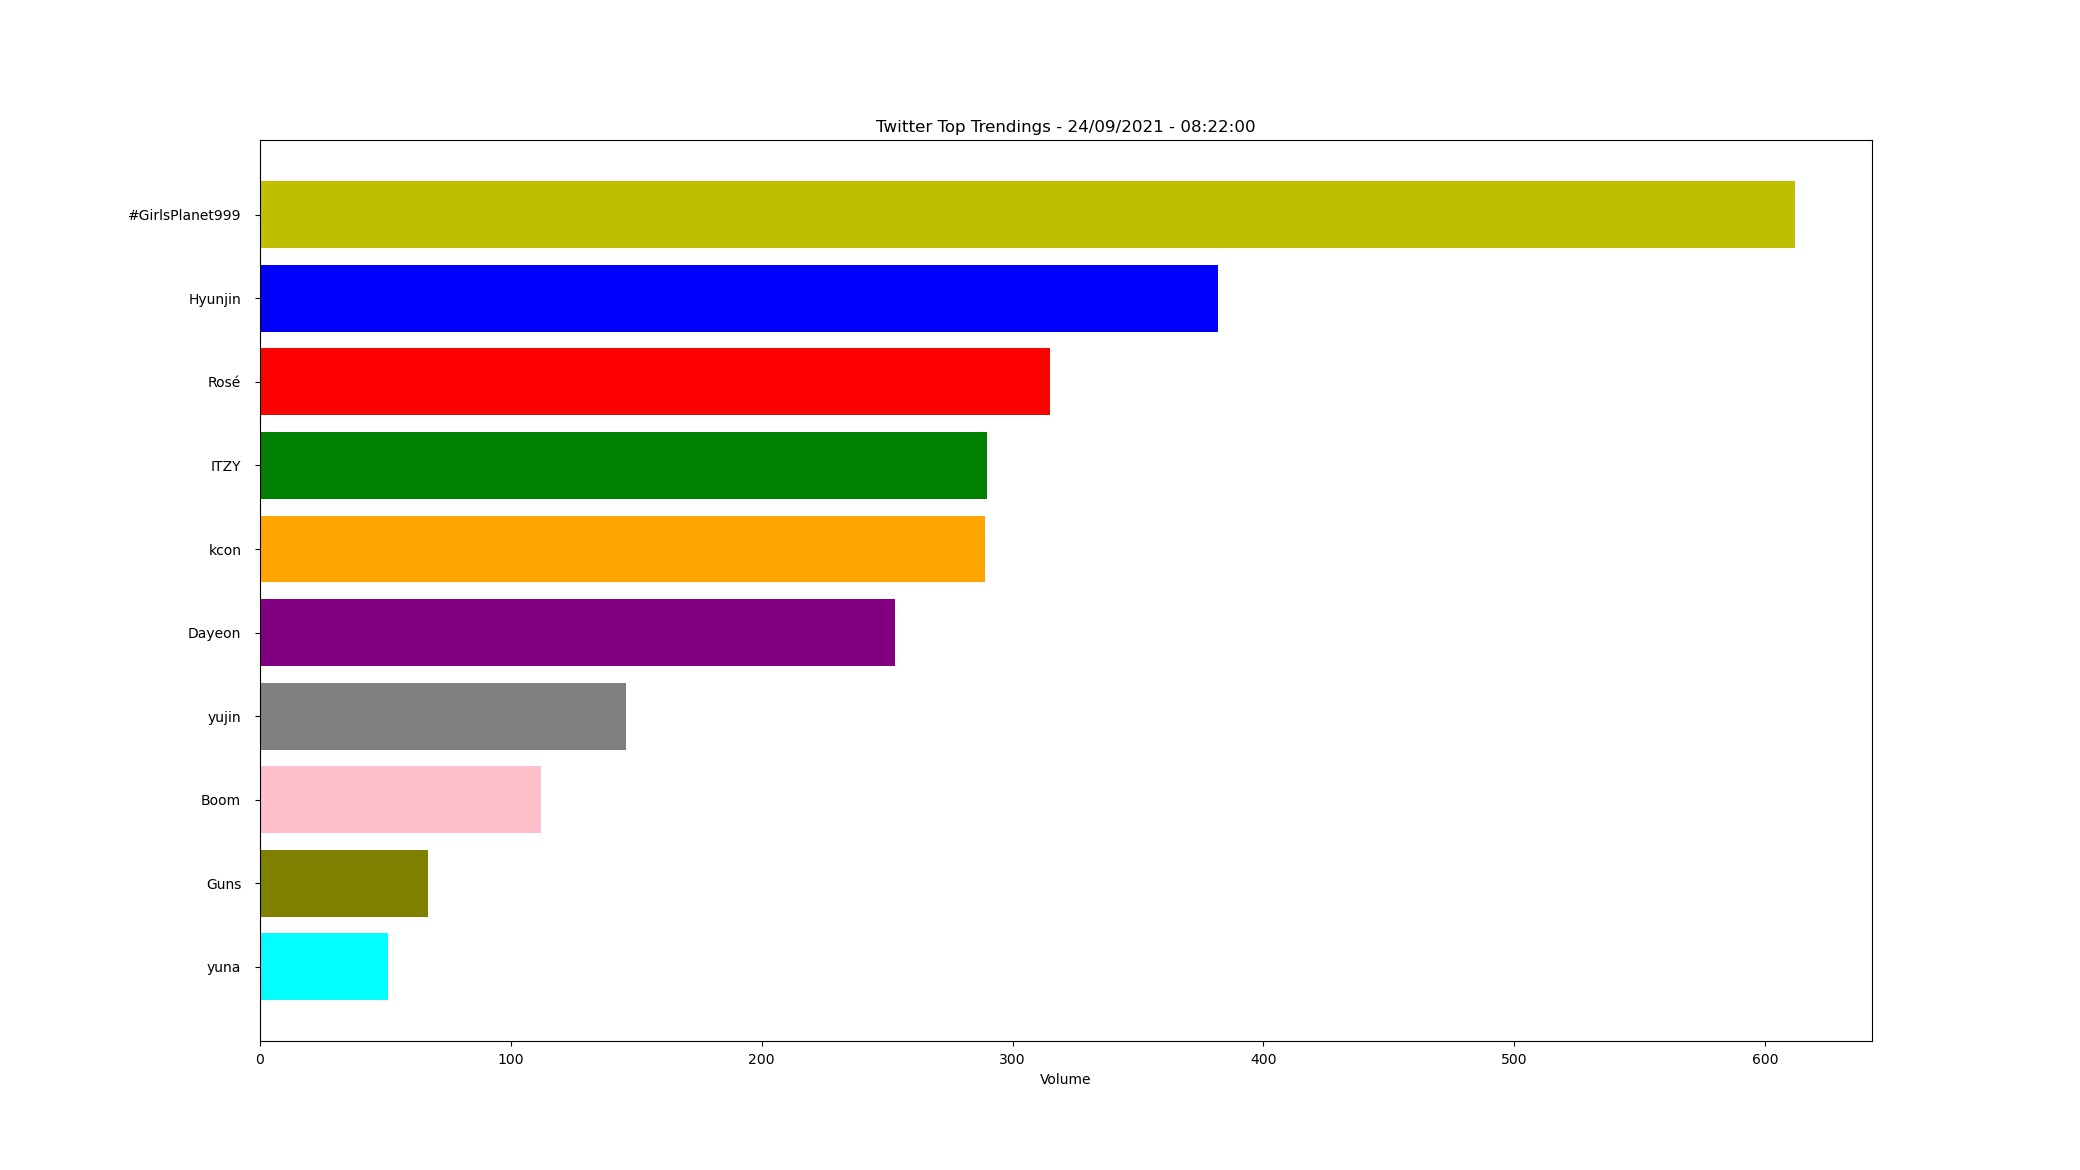 Twitter Top Trendings - 24/09/2021 - 08:22:00
#GirlsPlanet999
Hyunjin
Rosé
ITZY
kcon
Dayeon
yujin
Boom
Guns
yuna
0 100 200 300 400 500 600
Volume